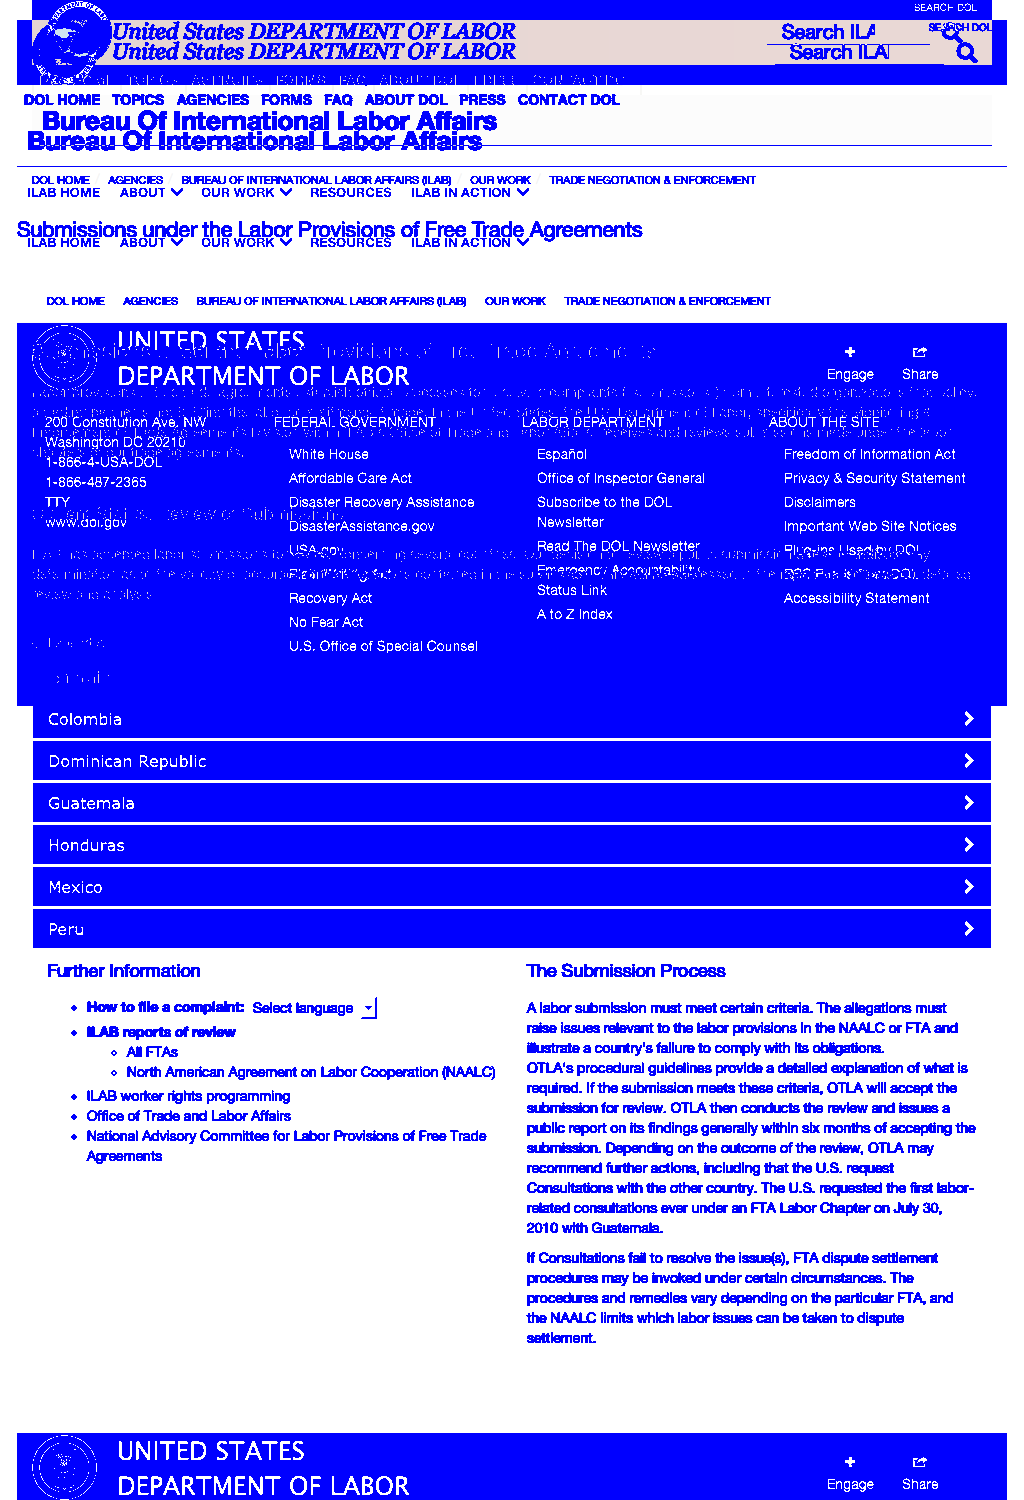 SEARCH DOL
United States DEPARTMENT OF LABOR
Search ILA
SEARCH DOL
United States DEPARTMENT OF LABOR
Search ILA
DOL HOME TOPICS AGENCIES FORMS FAQ ABOUT DOL PRESS CONTACT DOL
Bureau Of International Labor Affairs
Bureau Of International Labor Affairs
DOL HOME AGENCIES BUREAU OF INTERNATIONAL LABOR AFFAIRS (ILAB) OUR WORK TRADE NEGOTIATION & ENFORCEMENT
ILAB HOME ABOUT OUR WORK RESOURCES ILAB IN ACTION
Submissions under the Labor Provisions of Free Trade Agreements
ILAB HOME ABOUT OUR WORK RESOURCES ILAB IN ACTION
DOL HOME AGENCIES BUREAU OF INTERNATIONAL LABOR AFFAIRS (ILAB) OUR WORK TRADE NEGOTIATION & ENFORCEMENT
UNITED STATES
DEPARTMENT OF LABOR
Engage Share
200 Constitution Ave. NW
Washington DC 20210
1-866-4-USA-DOL
1-866-487-2365
TTY
www.dol.gov
FEDERAL GOVERNMENT
White House
Affordable Care Act
Disaster Recovery Assistance
DisasterAssistance.gov
USA.gov
Recovery Act
No Fear Act
U.S. Office of Special Counsel
LABOR DEPARTMENT
Español
Office of Inspector General
Subscribe to the DOL
Newsletter
Read The DOL Newsletter
Emergency Accountability
Status Link
A to Z Index
ABOUT THE SITE
Freedom of Information Act
Privacy & Security Statement
Disclaimers
Important Web Site Notices
Plug-ins Used by DOL
Accessibility Statement
Colombia
Dominican Republic
Guatemala
Honduras
Mexico
Peru
Further Information
How to file a complaint: Select language
ILAB reports of review
All FTAs
North American Agreement on Labor Cooperation (NAALC)
ILAB worker rights programming
Office of Trade and Labor Affairs
National Advisory Committee for Labor Provisions of Free Trade
Agreements
The Submission Process
A labor submission must meet certain criteria. The allegations must
raise issues relevant to the labor provisions in the NAALC or FTA and
illustrate a country's failure to comply with its obligations.
OTLA's procedural guidelines provide a detailed explanation of what is
required. If the submission meets these criteria, OTLA will accept the
submission for review. OTLA then conducts the review and issues a
public report on its findings generally within six months of accepting the
submission. Depending on the outcome of the review, OTLA may
recommend further actions, including that the U.S. request
Consultations with the other country. The U.S. requested the first labor-
related consultations ever under an FTA Labor Chapter on July 30,
2010 with Guatemala.
If Consultations fail to resolve the issue(s), FTA dispute settlement
procedures may be invoked under certain circumstances. The
procedures and remedies vary depending on the particular FTA, and
the NAALC limits which labor issues can be taken to dispute
settlement.
UNITED STATES
DEPARTMENT OF LABOR
Engage Share